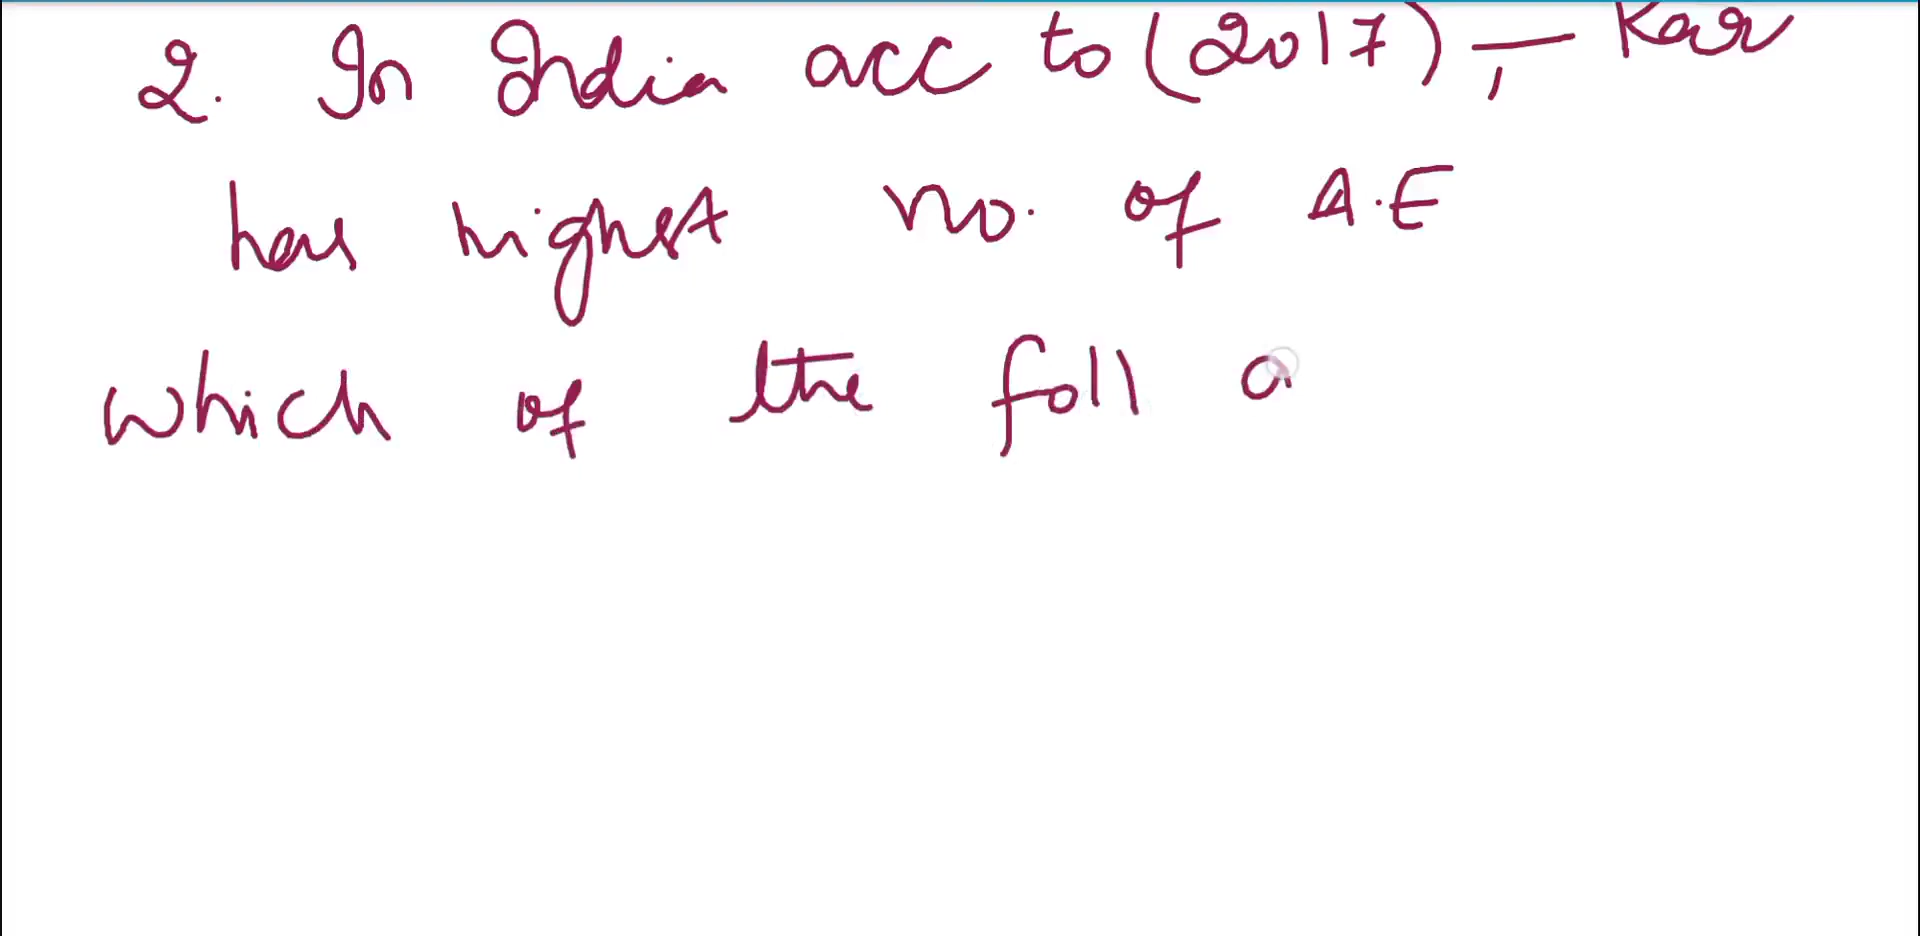 2. In India acc to (2017), — Kar
has highest no. of A.E
which of the foll a